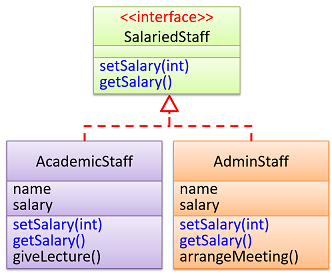 <<interface>>
SalariedStaff
setSalary(int)
getSalary()
AcademicStaff
name
salary
setSalary(int)
getSalary()
giveLecture()
AdminStaff
name
salary
setSalary(int)
getSalary()
arrangeMeeting()